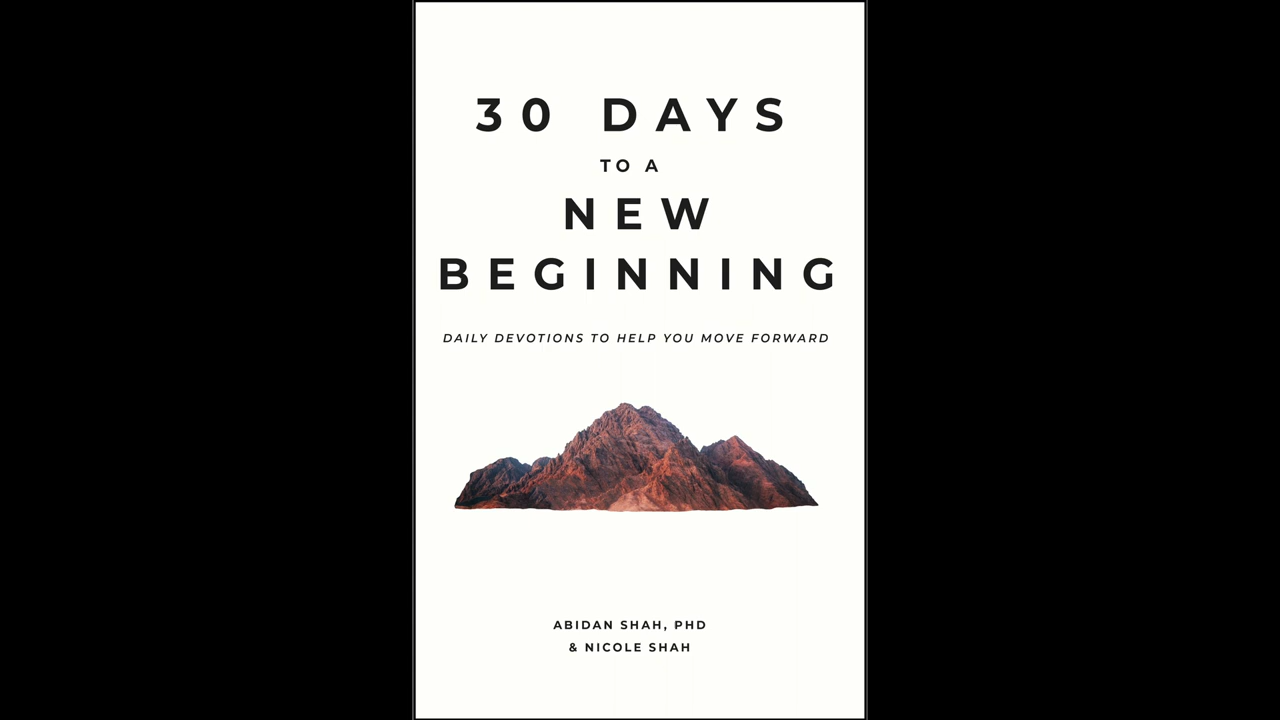 30 DAYS
TO A
NEW
BEGINNING
DAILY DEVOTIONS TO HELP YOU MOVE FORWARD
ABIDAN SHAH, PHD
& NICOLE SHAH